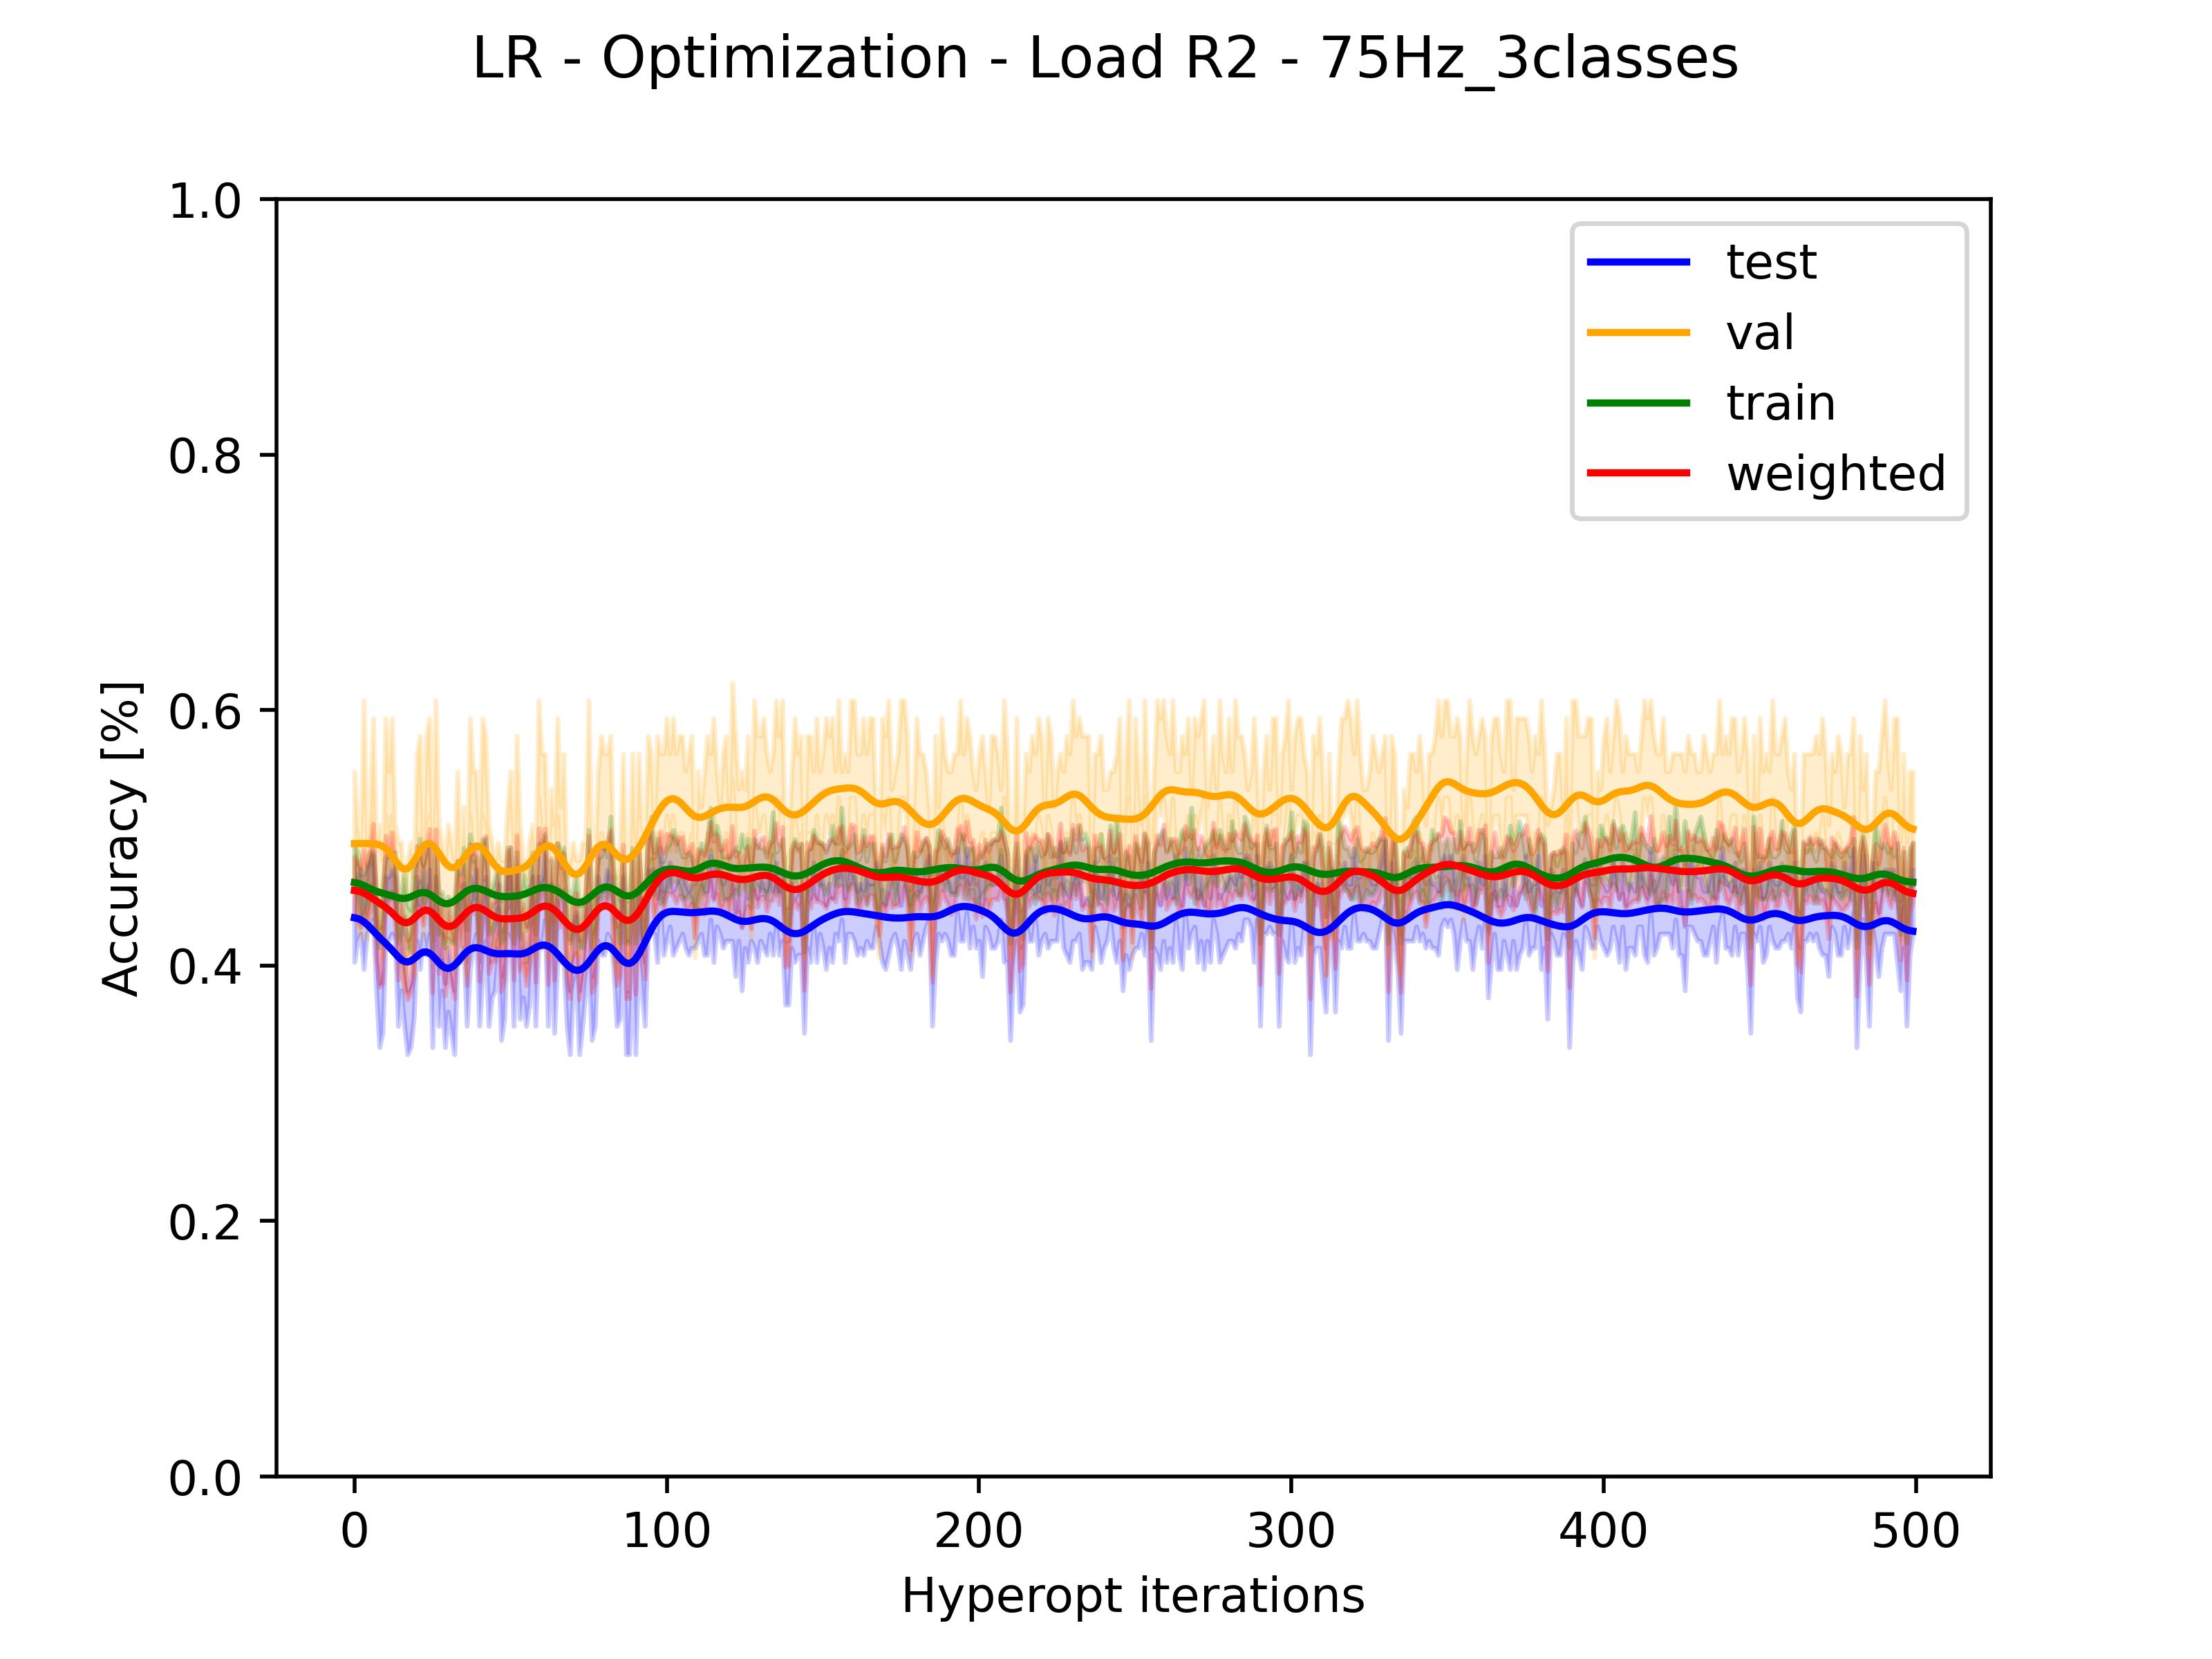 LR - Optimization - Load R2 - 75Hz_3classes
1.0
0.8
0.6
0.4
0.2
0.0
Accuracy [%]
test
val
train
weighted
0 100 200 300 400 500
Hyperopt iterations